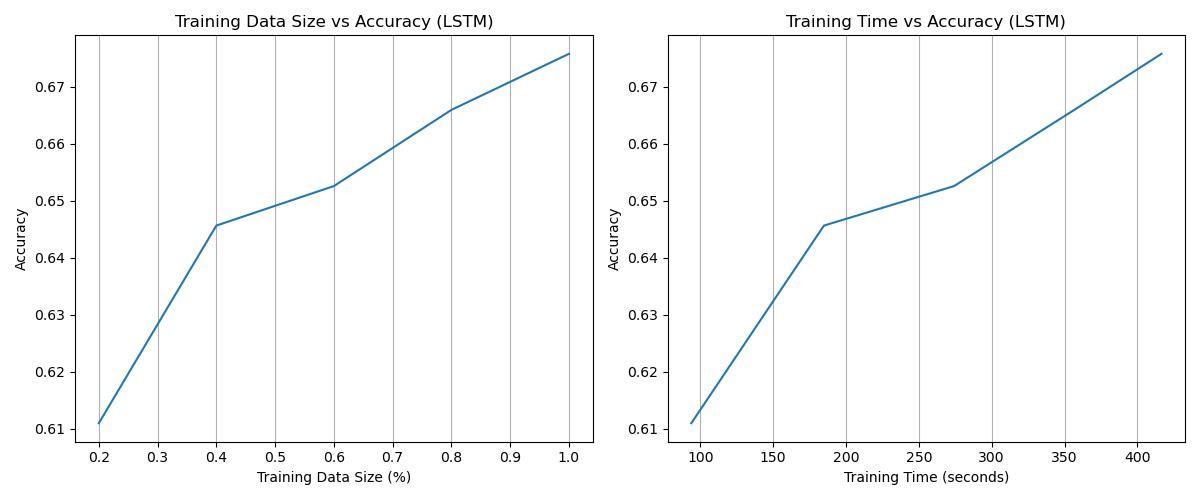 Training Data Size vs Accuracy (LSTM)
Accuracy
0.67
0.66
0.65
0.64
0.63
0.62
0.61
0.2 0.3 0.4 0.5 0.6 0.7 0.8 0.9 1.0
Training Data Size (%)
Training Time vs Accuracy (LSTM)
Accuracy
0.67
0.66
0.65
0.64
0.63
0.62
0.61
100 150 200 250 300 350 400
Training Time (seconds)